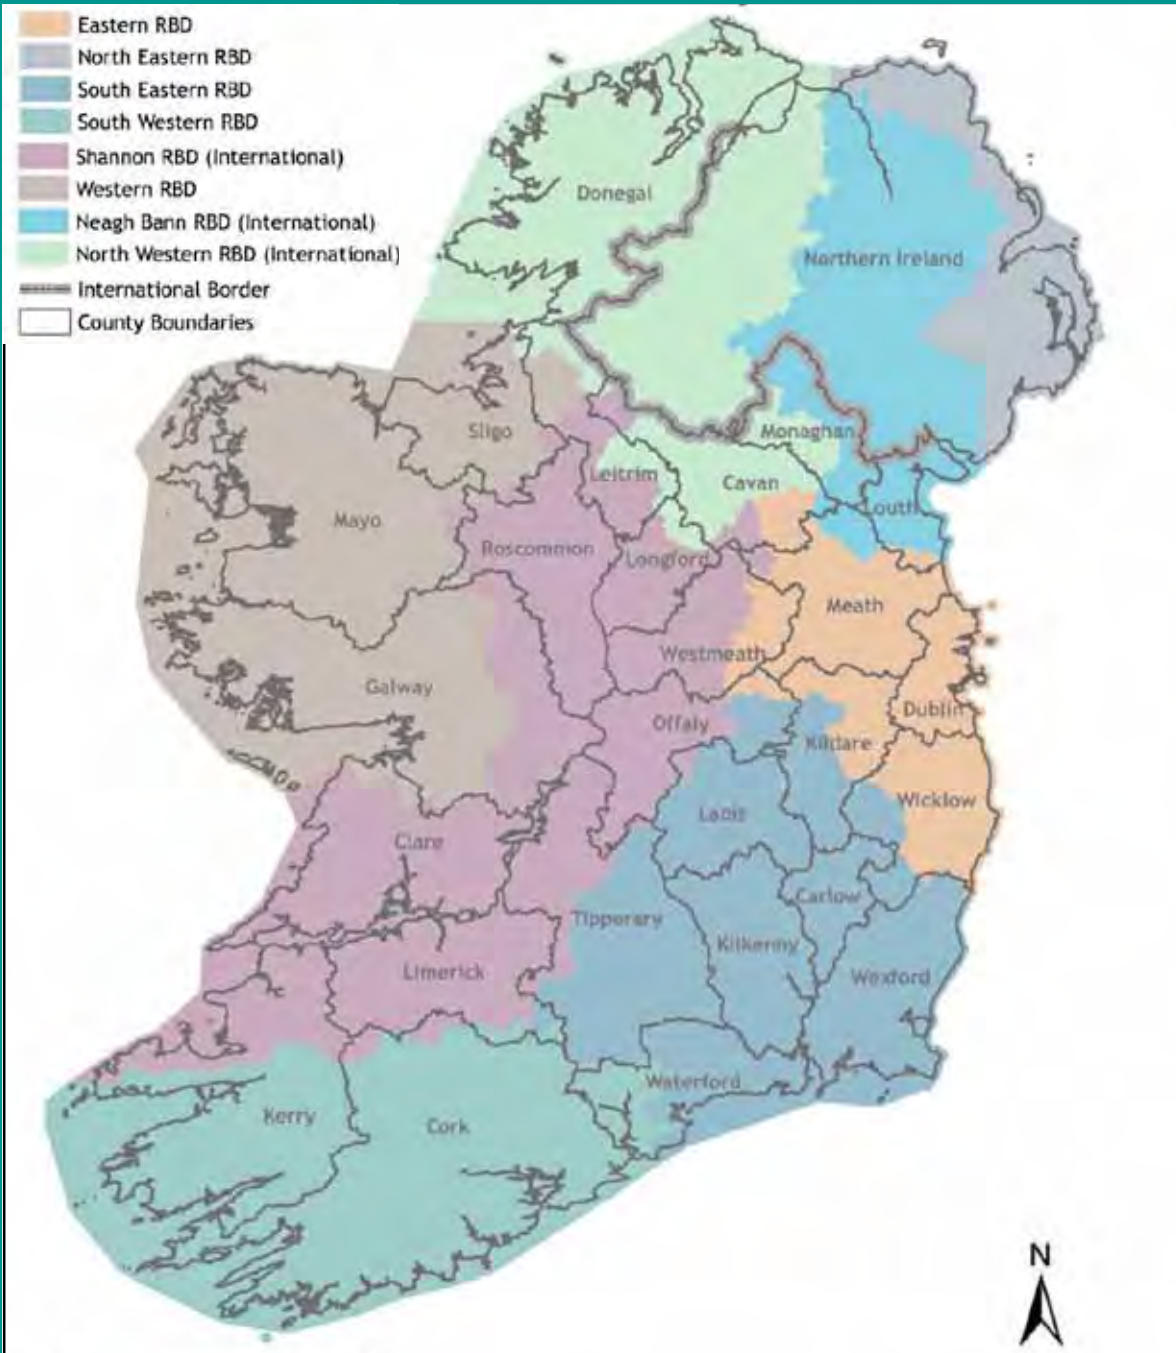 Eastern RBD
North Eastern RBD
South Eastern RBD
South Western RBD
Shannon RBD (International)
Western RBD
Neagh Bann RBD (International)
North Western RBD (International)
International Border
County Boundaries
Donegal
Northern Ireland
Sligo
Monaghan
Leitrim
Cavan
Louth
Mayo
Roscommon
Longford
Meath
Westmeath
Galway
Offaly
Dublin
Kildare
Wicklow
Laois
Clare
Carlow
Tipperary
Kilkenny
Limerick
Wexford
Waterford
Kerry
Cork
N